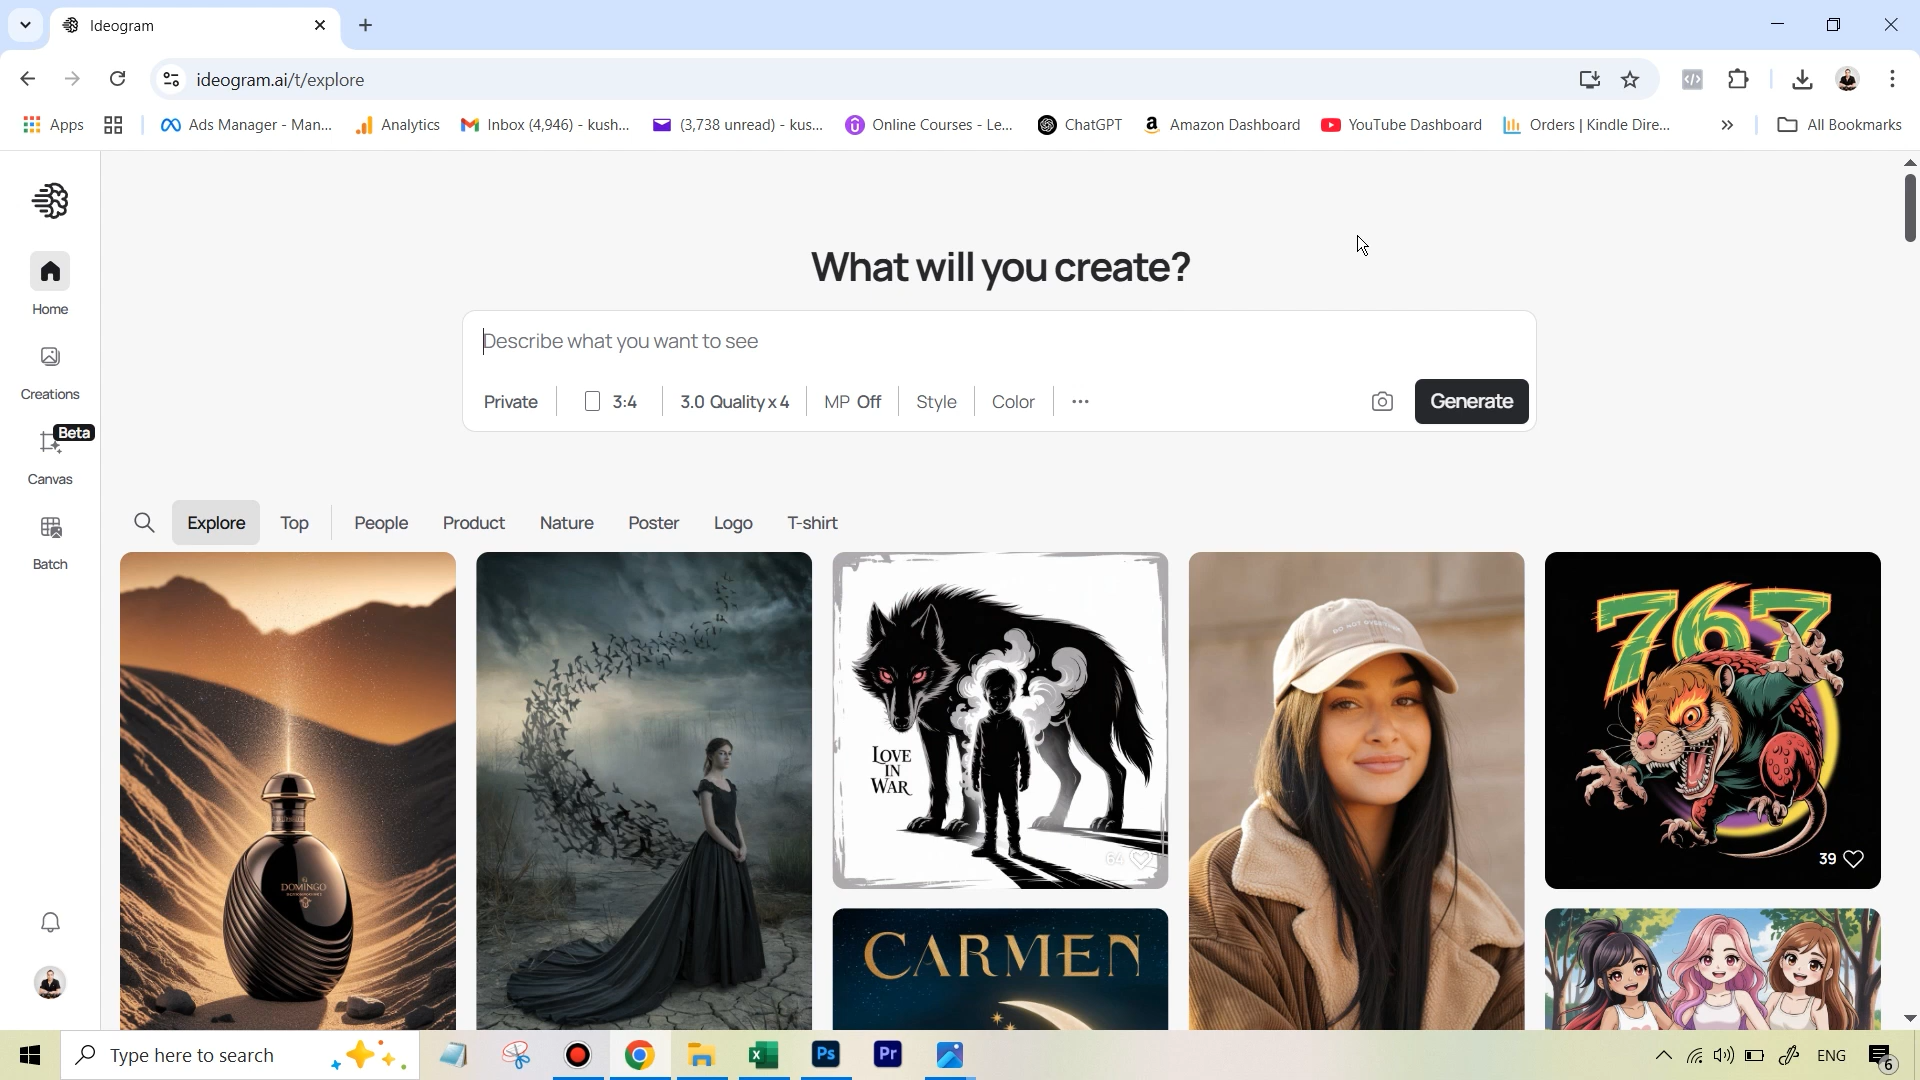 Ideogram
ideogram.ai/t/explore
Apps
Ads Manager - Man...
Analytics
Inbox (4,946) - kush...
(3,738 unread) - kus...
Online Courses - Le...
ChatGPT
Amazon Dashboard
YouTube Dashboard
Orders | Kindle Dire...
All Bookmarks
Home
Creations
Beta
Canvas
Batch
What will you create?
Describe what you want to see
Private
3:4
3.0 Quality x 4
MP Off
Style
Color
Generate
Explore
Top
People
Product
Nature
Poster
Logo
T-shirt
DOMINGO
LOVE
IN
WAR
64
CARMEN
767
39
Type here to search
Ps
Pr
ENG
6